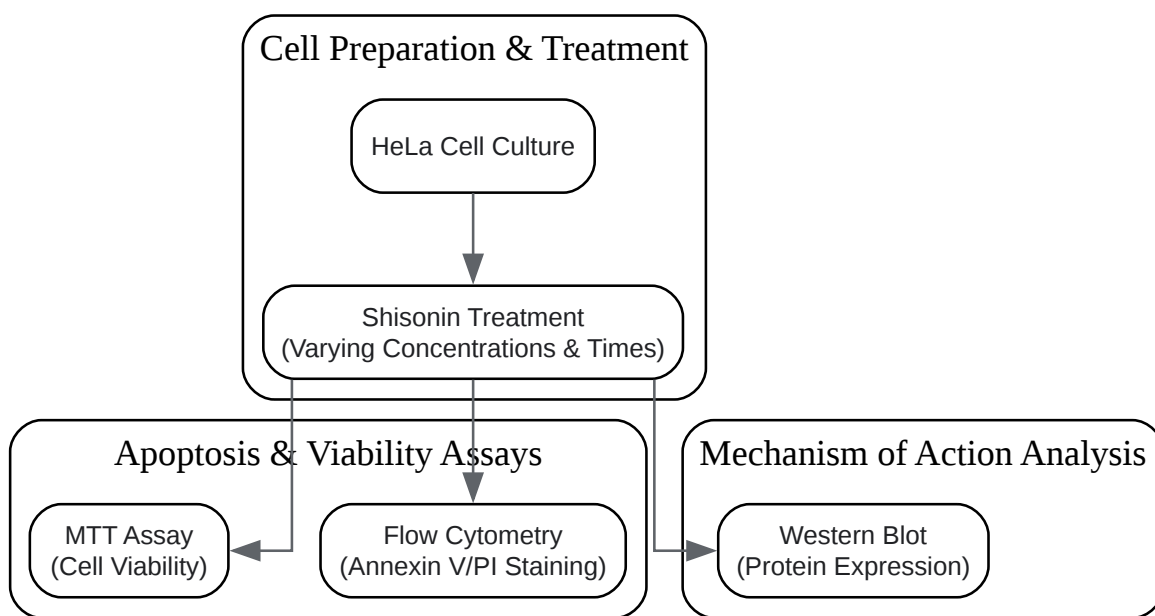 Cell Preparation & Treatment
HeLa Cell Culture
Shisonin Treatment
(Varying Concentrations & Times)
Apoptosis & Viability Assays
MTT Assay
(Cell Viability)
Flow Cytometry
(Annexin V/PI Staining)
Mechanism of Action Analysis
Western Blot
(Protein Expression)